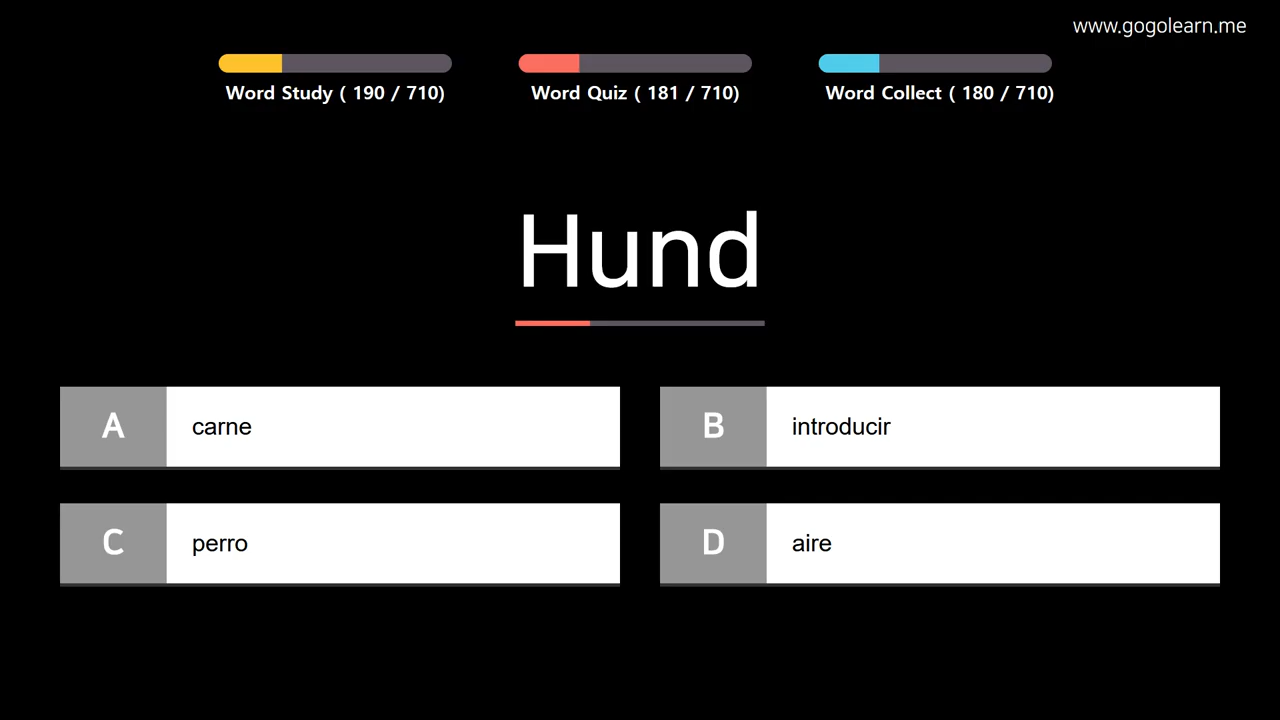 www.gogolearn.me
Word Study ( 190 / 710)
Word Quiz ( 181 / 710)
Word Collect ( 180 / 710)
Hund
A carne
B introducir
C perro
D aire